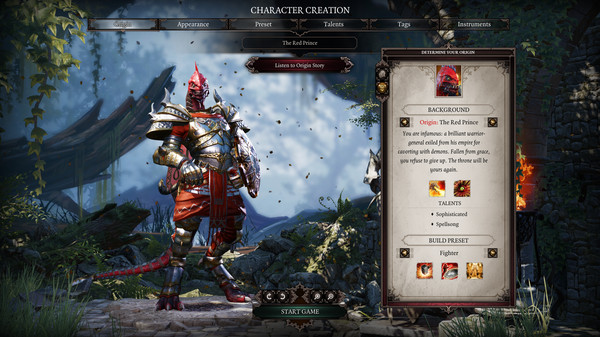 CHARACTER CREATION
Origin Appearance Preset Talents Tags Instruments
The Red Prince
Listen to Origin Story
DETERMINE YOUR ORIGIN
BACKGROUND
Origin: The Red Prince
You are infamous: a brilliant warrior-
general exiled from his empire for
cavorting with demons. Fallen from grace,
you refuse to give up. The throne will be
yours again.
TALENTS
Sophisticated
Spellsong
BUILD PRESET
Fighter
START GAME